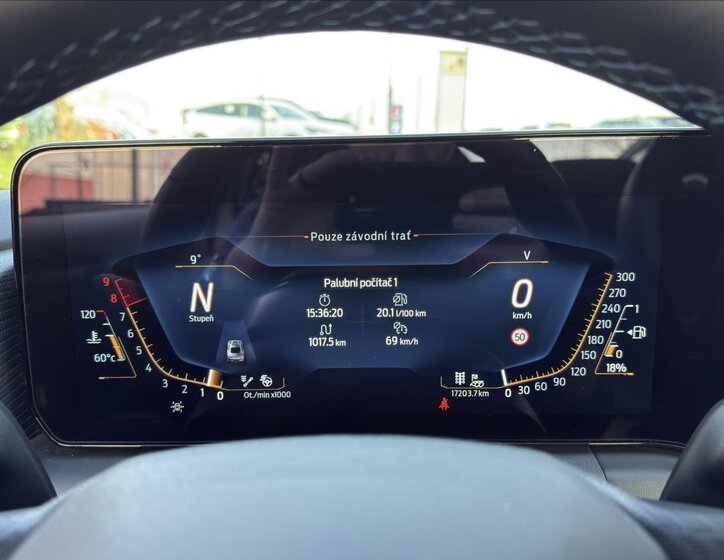 Pouze závodní trať
9°
V
Palubní počítač 1
N
Stupeň
15:36:20
20.1 l/100 km
1017.5 km
69 km/h
0
km/h
50
9
8
7
6
5
4
3
2
1
0
Ot./min x1000
120
60°c
300
270
240
210
180
150
120
90
60
30
0
1
0
18%
17203.7 km